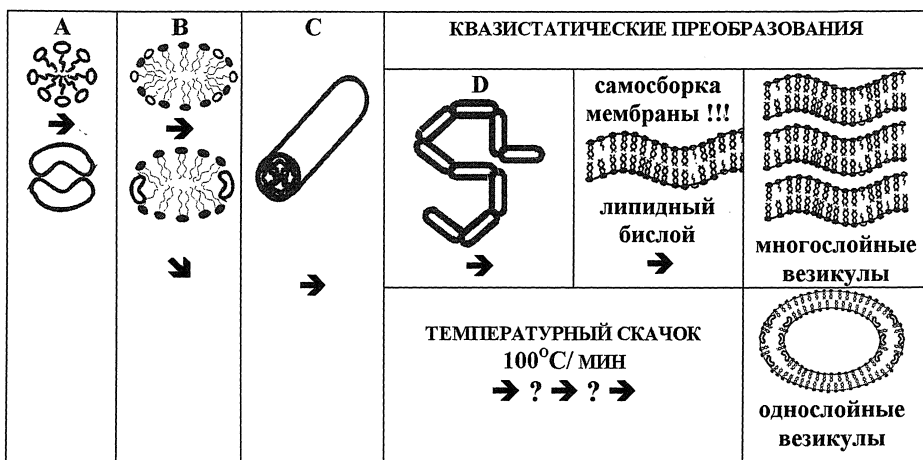 A
B
C
КВАЗИСТАТИЧЕСКИЕ ПРЕОБРАЗОВАНИЯ
D
самосборка
мембраны !!!
липидный
бислой
многослойные
везикулы
ТЕМПЕРАТУРНЫЙ СКАЧОК
100°С/ МИН
➔ ? ➔ ? ➔
однослойные
везикулы